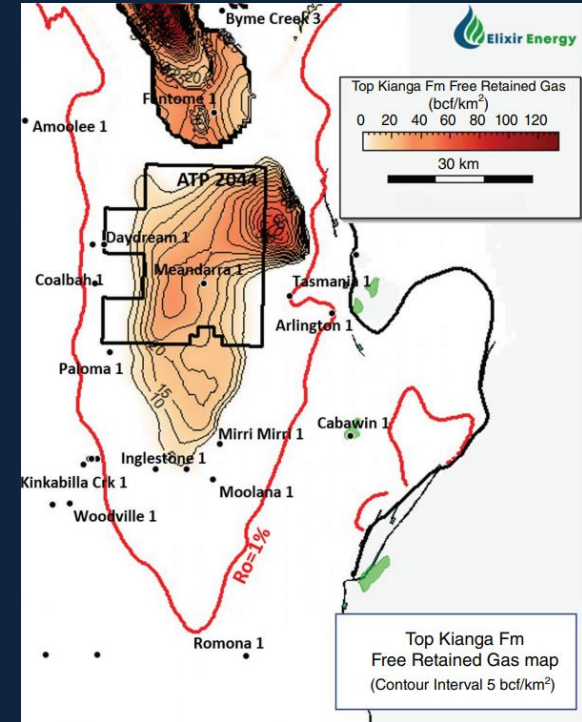 Byrne Creek 3
Elixir Energy
Top Kianga Fm Free Retained Gas
(bcf/km²)
0 20 40 60 80 100 120
30 km
Fantome 1
Amoolee 1
ATP 2044
Daydream 1
Coalbah 1
Meandarra 1
Tasmania 1
Arlington 1
20
Paloma 1
15
10
Cabawin 1
Mirri Mirri 1
Inglestone 1
Kinkabilla Crk 1
Moolana 1
Woodville 1
Ro=1%
Romona 1
Top Kianga Fm
Free Retained Gas map
(Contour Interval 5 bcf/km²)